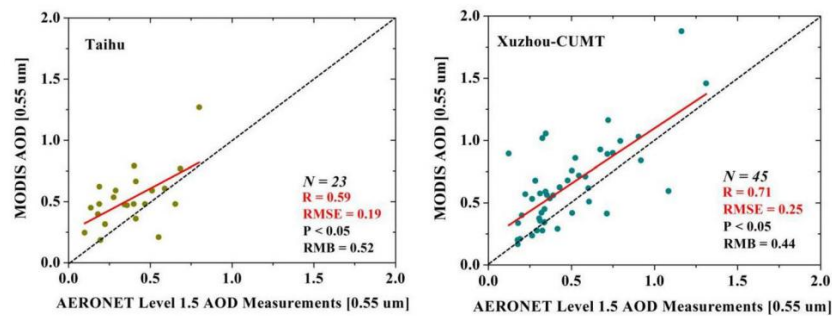 Taihu
MODIS AOD [0.55 um]
2.0
1.5
1.0
0.5
0.0
N = 23
R = 0.59
RMSE = 0.19
P < 0.05
RMB = 0.52
0.0 0.5 1.0 1.5 2.0
AERONET Level 1.5 AOD Measurements [0.55 um]
Xuzhou-CUMT
MODIS AOD [0.55 um]
2.0
1.5
1.0
0.5
0.0
N = 45
R = 0.71
RMSE = 0.25
P < 0.05
RMB = 0.44
0.0 0.5 1.0 1.5 2.0
AERONET Level 1.5 AOD Measurements [0.55 um]